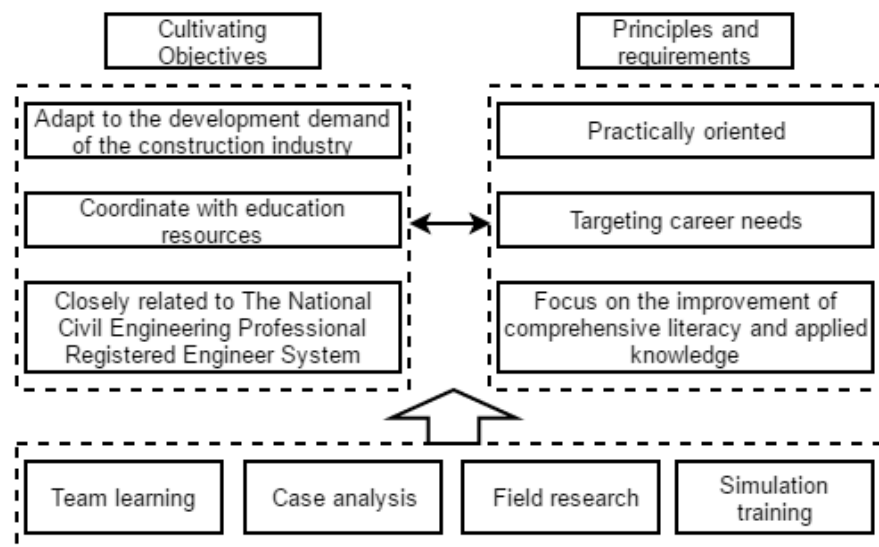 Cultivating
Objectives
Principles and
requirements
Adapt to the development demand
of the construction industry
Coordinate with education
resources
Closely related to The National
Civil Engineering Professional
Registered Engineer System
Practically oriented
Targeting career needs
Focus on the improvement of
comprehensive literacy and applied
knowledge
Team learning
Case analysis
Field research
Simulation
training